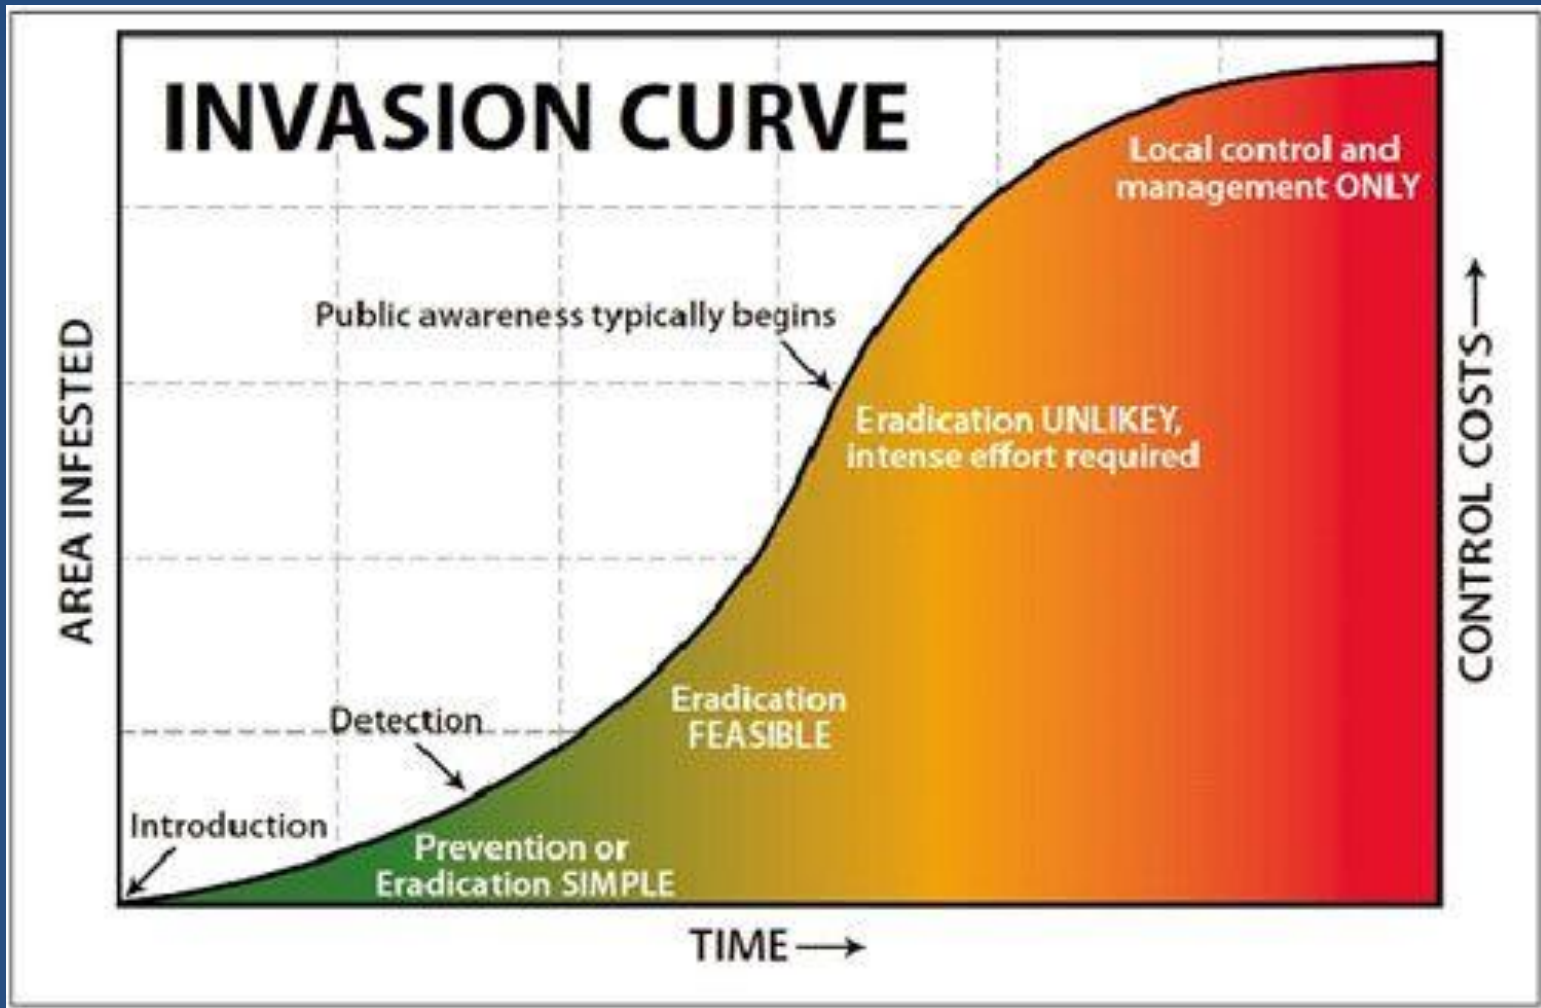 INVASION CURVE
Local control and
management ONLY
Public awareness typically begins
Eradication UNLIKEY,
intense effort required
Eradication
FEASIBLE
Detection
Introduction
Prevention or
Eradication SIMPLE
AREA INFESTED
CONTROL COSTS→
TIME→